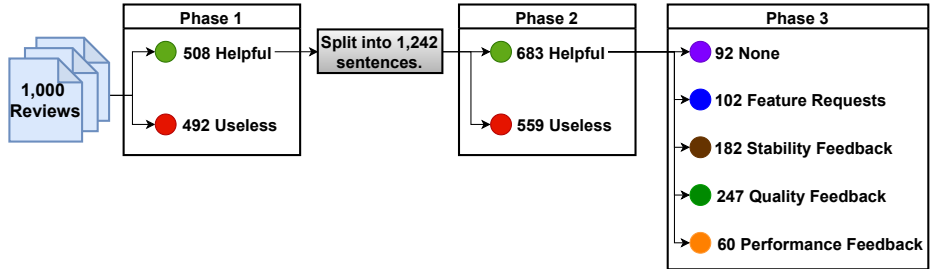 Phase 1
Phase 2
Phase 3
1,000
Reviews
508 Helpful
492 Useless
Split into 1,242
sentences.
683 Helpful
559 Useless
92 None
102 Feature Requests
182 Stability Feedback
247 Quality Feedback
60 Performance Feedback